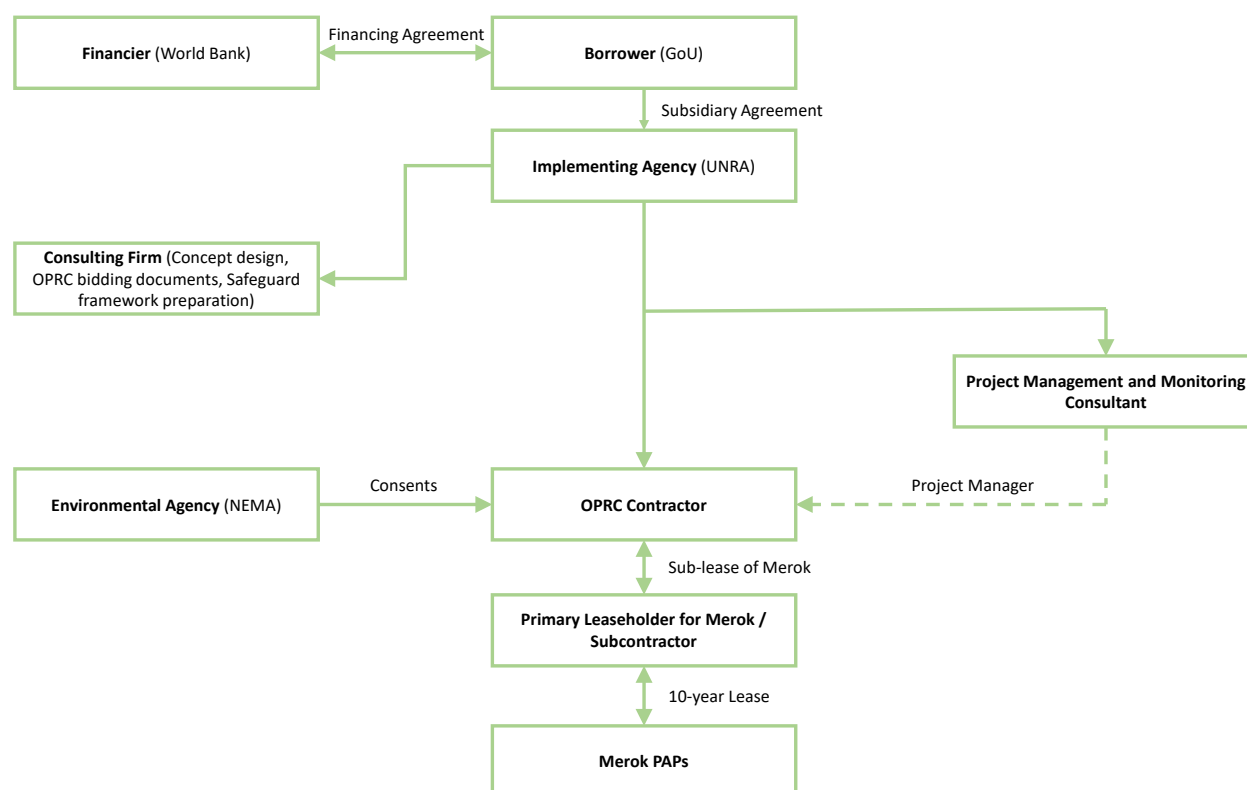 Financier (World Bank)
Financing Agreement
Borrower (GoU)
Subsidiary Agreement
Implementing Agency (UNRA)
Consulting Firm (Concept design,
OPRC bidding documents, Safeguard
framework preparation)
Project Management and Monitoring
Consultant
Environmental Agency (NEMA)
Consents
OPRC Contractor
Project Manager
Sub-lease of Merok
Primary Leaseholder for Merok /
Subcontractor
10-year Lease
Merok PAPs